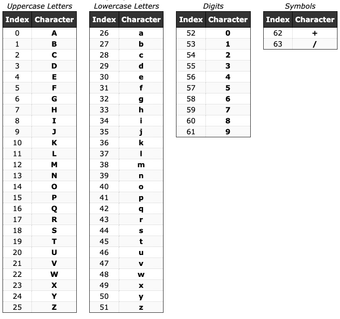 Uppercase Letters Lowercase Letters Digits Symbols
Index Character Index Character Index Character Index Character
0 A 26 a 52 0 62 +
1 B 27 b 53 1 63 /
2 C 28 c 54 2
3 D 29 d 55 3
4 E 30 e 56 4
5 F 31 f 57 5
6 G 32 g 58 6
7 H 33 h 59 7
8 I 34 i 60 8
9 J 35 j 61 9
10 K 36 k
11 L 37 l
12 M 38 m
13 N 39 n
14 O 40 o
15 P 41 p
16 Q 42 q
17 R 43 r
18 S 44 s
19 T 45 t
20 U 46 u
21 V 47 v
22 W 48 w
23 X 49 x
24 Y 50 y
25 Z 51 z